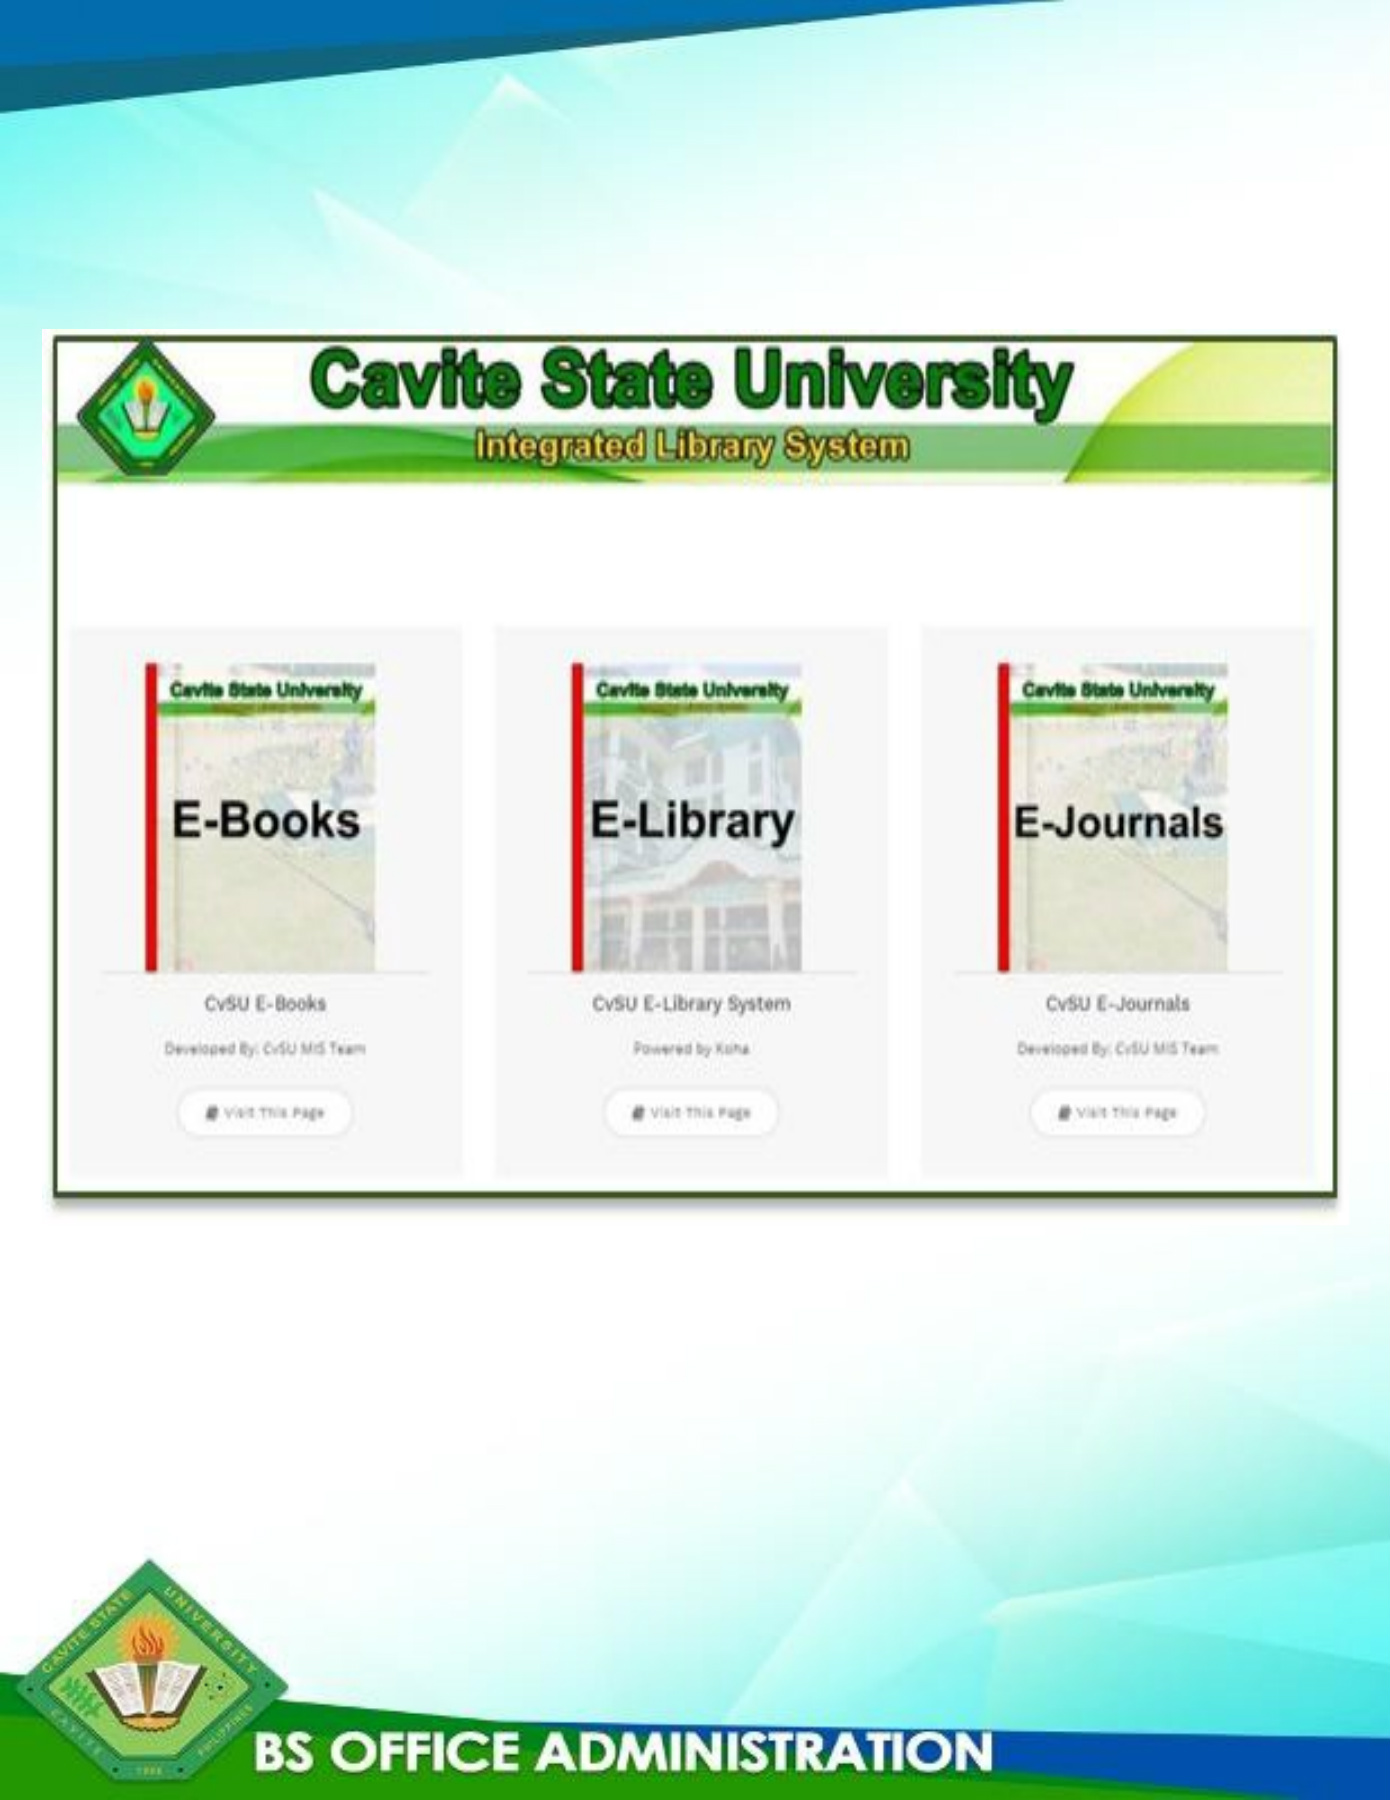 Cavite State University
Integrated Library System
Cavite State University
E-Books
CvSU E-Books
Developed By: CvSU MIS Team
Visit This Page
Cavite State University
E-Library
CvSU E-Library System
Powered by Koha
Visit This Page
Cavite State University
E-Journals
CvSU E-Journals
Developed By: CvSU MIS Team
Visit This Page
CAVITE STATE UNIVERSITY
CAVITE
PHILIPPINES
BS OFFICE ADMINISTRATION